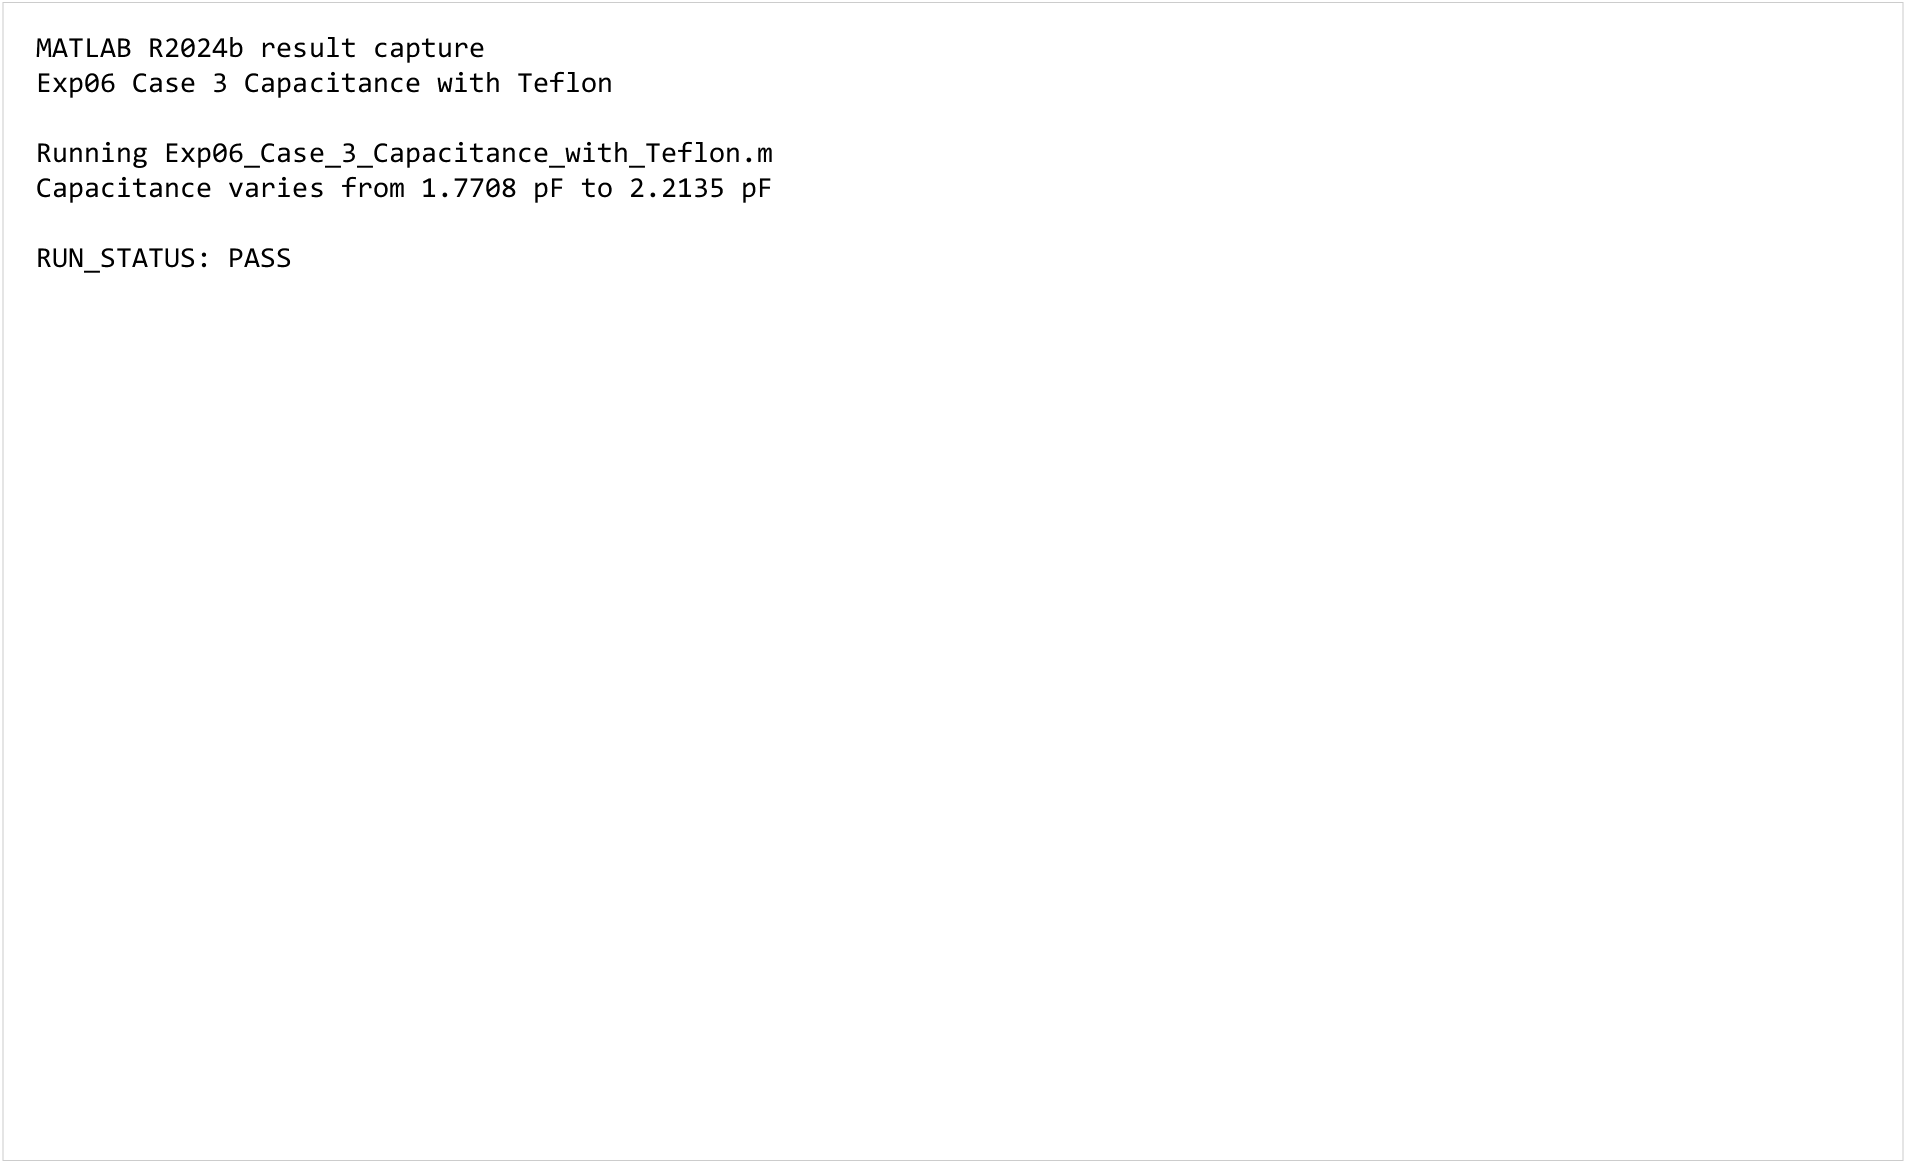 MATLAB R2024b result capture
Exp06 Case 3 Capacitance with Teflon
Running Exp06_Case_3_Capacitance_with_Teflon.m
Capacitance varies from 1.7708 pF to 2.2135 pF
RUN_STATUS: PASS